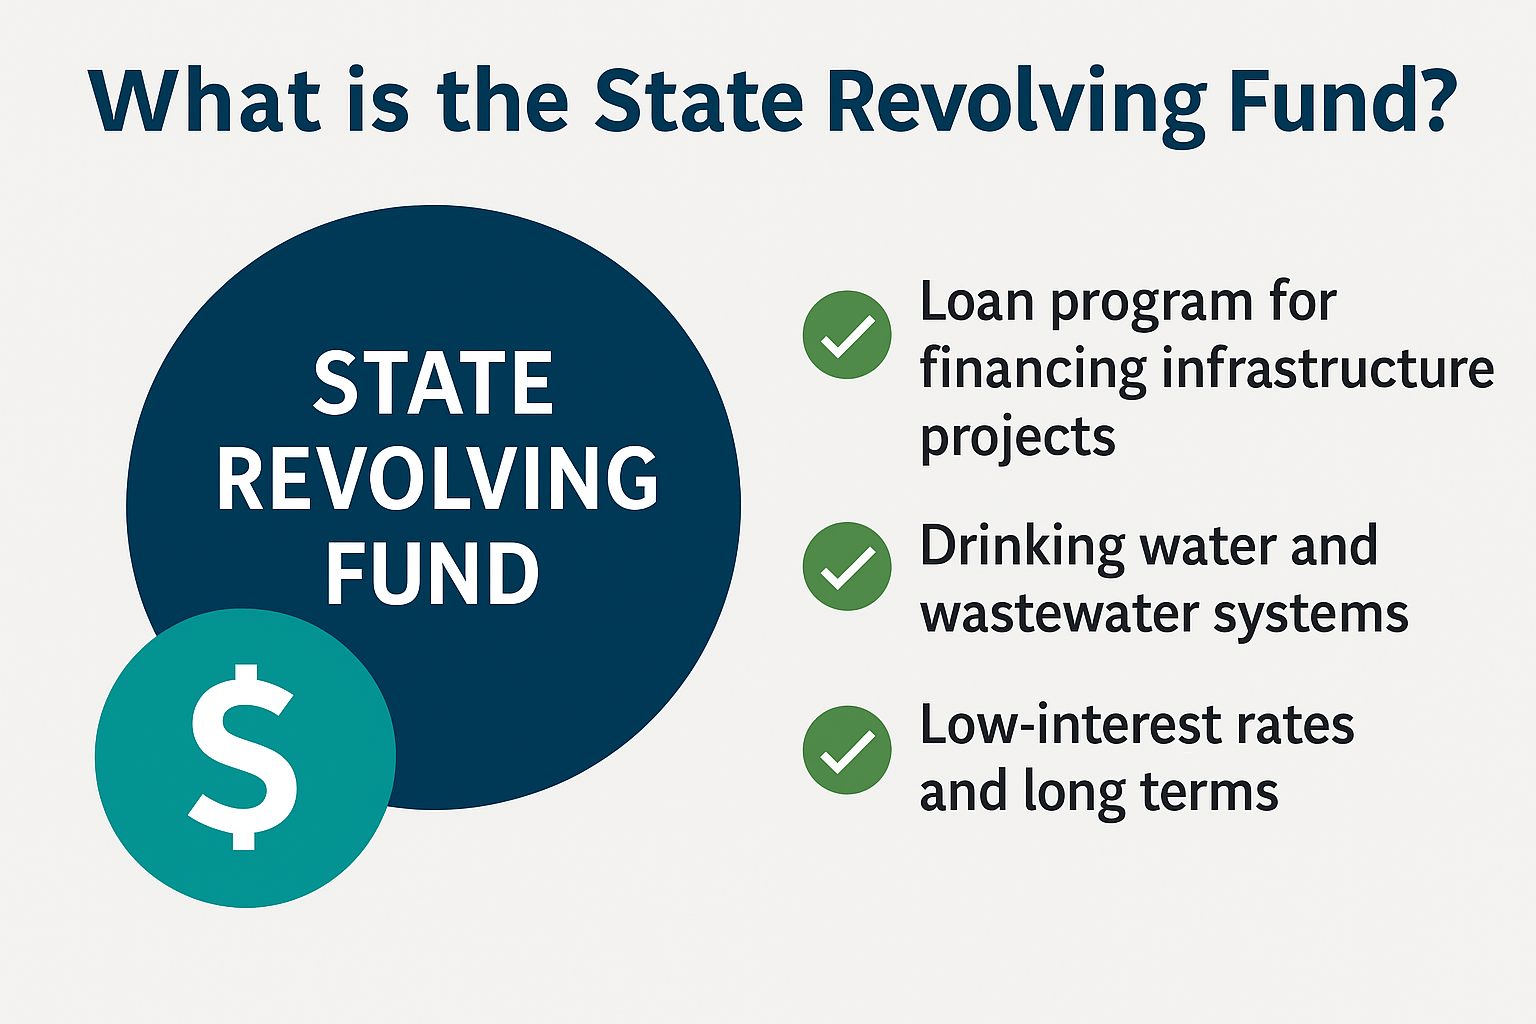 What is the State Revolving Fund?
STATE
REVOLVING
FUND
$
Loan program for
financing infrastructure
projects
Drinking water and
wastewater systems
Low-interest rates
and long terms